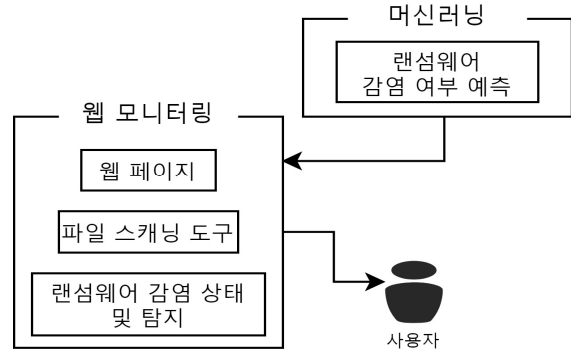 머신러닝
랜섬웨어
감염 여부 예측
웹 모니터링
웹 페이지
파일 스캐닝 도구
랜섬웨어 감염 상태
및 탐지
사용자